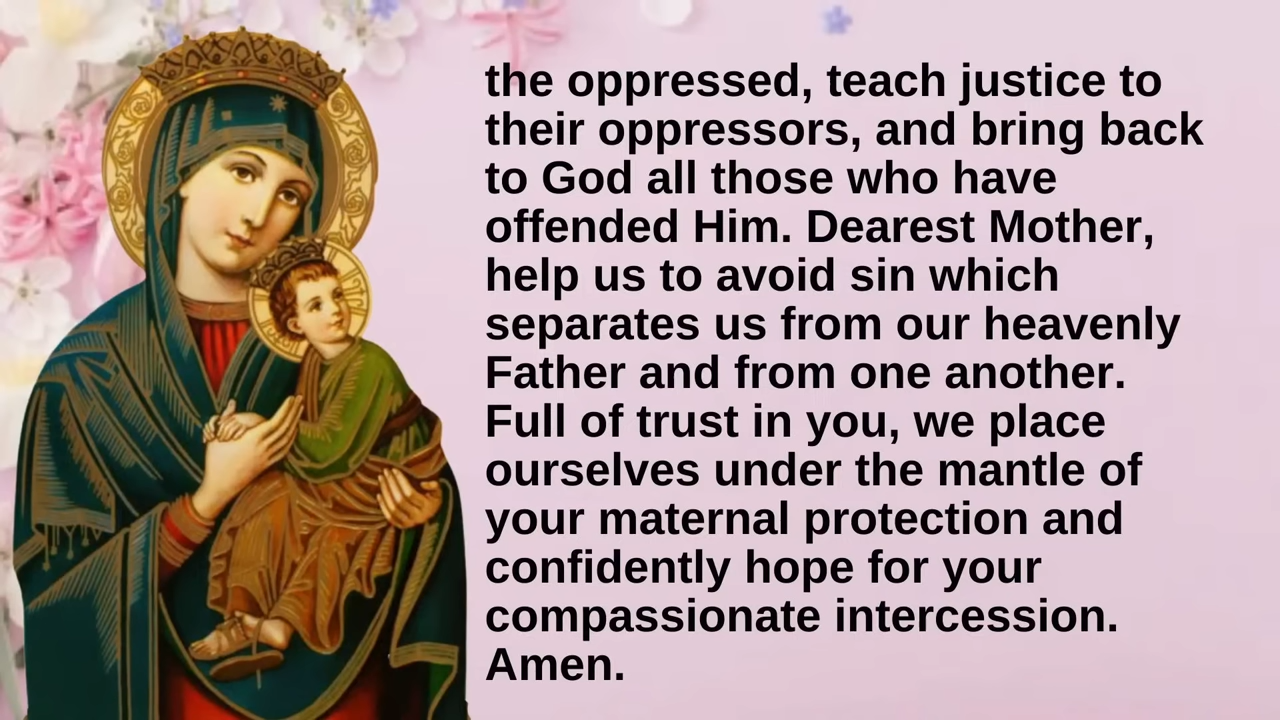 the oppressed, teach justice to
their oppressors, and bring back
to God all those who have
offended Him. Dearest Mother,
help us to avoid sin which
separates us from our heavenly
Father and from one another.
Full of trust in you, we place
ourselves under the mantle of
your maternal protection and
confidently hope for your
compassionate intercession.
Amen.